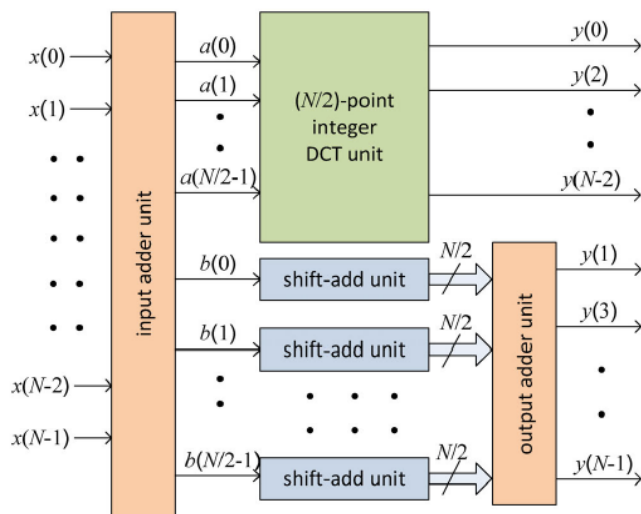 x(0)
x(1)
x(N-2)
x(N-1)
input adder unit
a(0)
a(1)
a(N/2-1)
b(0)
b(1)
b(N/2-1)
(N/2)-point
integer
DCT unit
shift-add unit
shift-add unit
shift-add unit
N/2
N/2
N/2
output adder unit
y(0)
y(2)
y(N-2)
y(1)
y(3)
y(N-1)